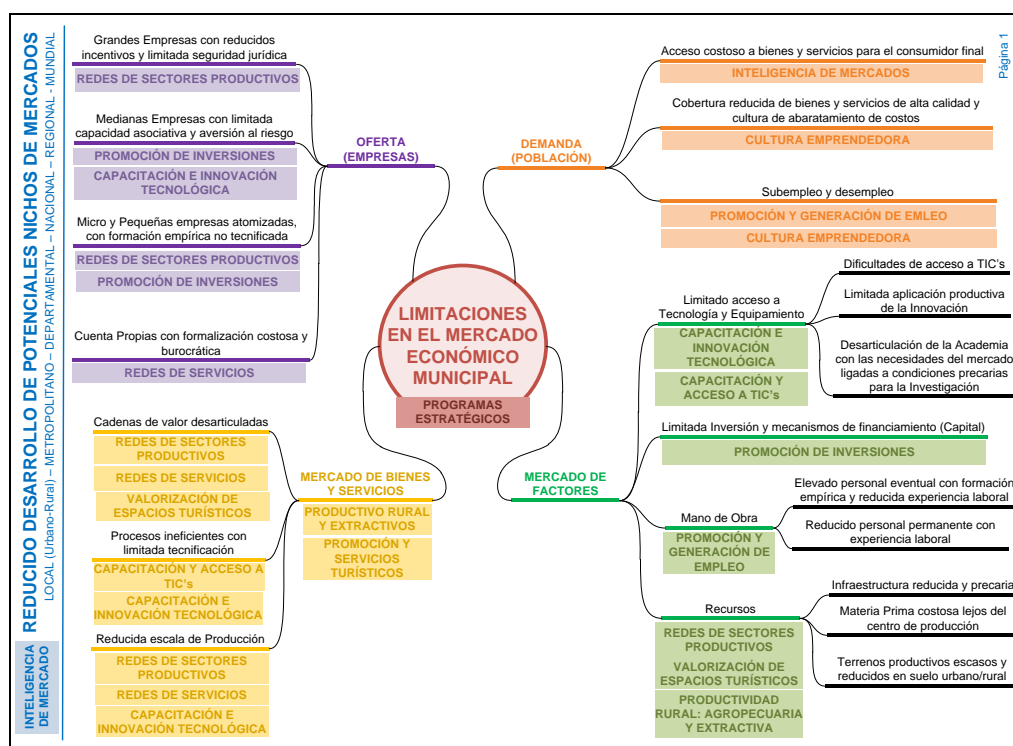 REDUCIDO DESARROLLO DE POTENCIALES NICHOS DE MERCADOS
LOCAL (Urbano-Rural) – METROPOLITANO – DEPARTAMENTAL – NACIONAL – REGIONAL - MUNDIAL
INTELIGENCIA
DE MERCADO
Página 1
LIMITACIONES
EN EL MERCADO
ECONÓMICO
MUNICIPAL
PROGRAMAS
ESTRATÉGICOS
OFERTA
(EMPRESAS)
Grandes Empresas con reducidos
incentivos y limitada seguridad jurídica
REDES DE SECTORES PRODUCTIVOS
Medianas Empresas con limitada
capacidad asociativa y aversión al riesgo
PROMOCIÓN DE INVERSIONES
CAPACITACIÓN E INNOVACIÓN
TECNOLÓGICA
Micro y Pequeñas empresas atomizadas,
con formación empírica no tecnificada
REDES DE SECTORES PRODUCTIVOS
PROMOCIÓN DE INVERSIONES
Cuenta Propias con formalización costosa y
burocrática
REDES DE SERVICIOS
DEMANDA
(POBLACIÓN)
Acceso costoso a bienes y servicios para el consumidor final
INTELIGENCIA DE MERCADOS
Cobertura reducida de bienes y servicios de alta calidad y
cultura de abaratamiento de costos
CULTURA EMPRENDEDORA
Subempleo y desempleo
PROMOCIÓN Y GENERACIÓN DE EMLEO
CULTURA EMPRENDEDORA
MERCADO DE BIENES
Y SERVICIOS
PRODUCTIVO RURAL
Y EXTRACTIVOS
PROMOCIÓN Y
SERVICIOS
TURÍSTICOS
Cadenas de valor desarticuladas
REDES DE SECTORES
PRODUCTIVOS
REDES DE SERVICIOS
VALORIZACIÓN DE
ESPACIOS TURÍSTICOS
Procesos ineficientes con
limitada tecnificación
CAPACITACIÓN Y ACCESO A
TIC's
CAPACITACIÓN E
INNOVACIÓN TECNOLÓGICA
Reducida escala de Producción
REDES DE SECTORES
PRODUCTIVOS
REDES DE SERVICIOS
CAPACITACIÓN E
INNOVACIÓN TECNOLÓGICA
MERCADO DE
FACTORES
Limitado acceso a
Tecnología y Equipamiento
CAPACITACIÓN E
INNOVACIÓN
TECNOLÓGICA
CAPACITACIÓN Y
ACCESO A TIC's
Dificultades de acceso a TIC's
Limitada aplicación productiva
de la Innovación
Desarticulación de la Academia
con las necesidades del mercado
ligadas a condiciones precarias
para la Investigación
Limitada Inversión y mecanismos de financiamiento (Capital)
PROMOCIÓN DE INVERSIONES
Mano de Obra
PROMOCIÓN Y
GENERACIÓN DE
EMPLEO
Elevado personal eventual con formación
empírica y reducida experiencia laboral
Reducido personal permanente con
experiencia laboral
Recursos
REDES DE SECTORES
PRODUCTIVOS
VALORIZACIÓN DE
ESPACIOS TURÍSTICOS
PRODUCTIVIDAD
RURAL: AGROPECUARIA
Y EXTRACTIVA
Infraestructura reducida y precaria
Materia Prima costosa lejos del
centro de producción
Terrenos productivos escasos y
reducidos en suelo urbano/rural